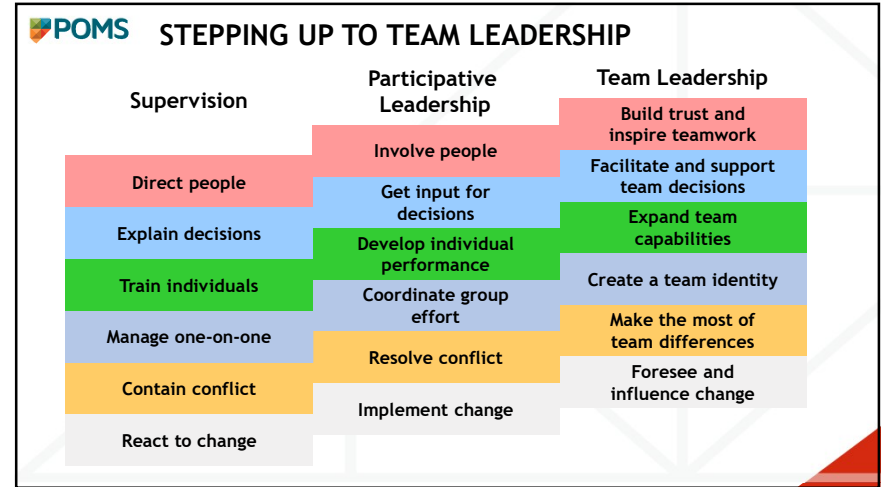 POMS
STEPPING UP TO TEAM LEADERSHIP
Supervision
Direct people
Explain decisions
Train individuals
Manage one-on-one
Contain conflict
React to change
Participative
Leadership
Involve people
Get input for
decisions
Develop individual
performance
Coordinate group
effort
Resolve conflict
Implement change
Team Leadership
Build trust and
inspire teamwork
Facilitate and support
team decisions
Expand team
capabilities
Create a team identity
Make the most of
team differences
Foresee and
influence change